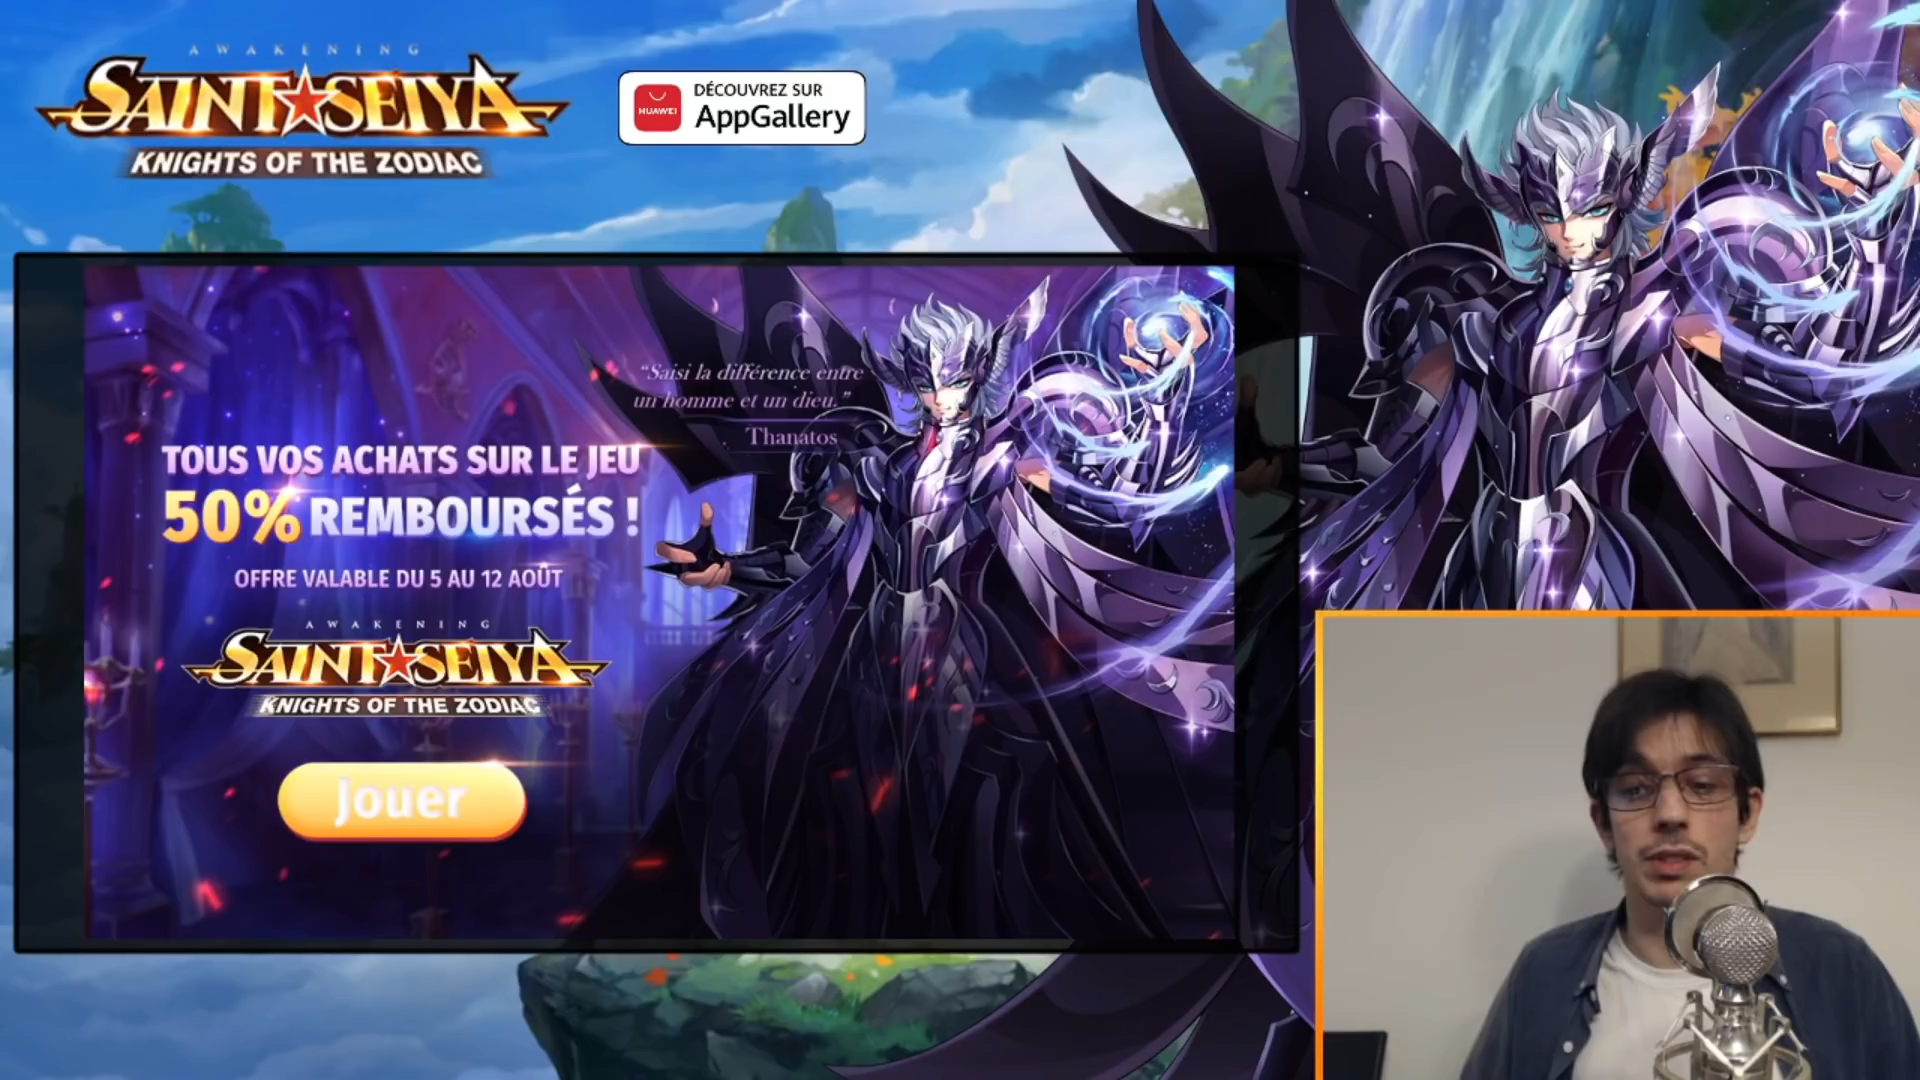 AWAKENING
SAINT SEIYA
KNIGHTS OF THE ZODIAC
HUAWEI
DÉCOUVREZ SUR
AppGallery
“Saisi la différence entre
un homme et un dieu.”
Thanatos
TOUS VOS ACHATS SUR LE JEU
50% REMBOURSÉS !
OFFRE VALABLE DU 5 AU 12 AOÛT
AWAKENING
SAINT SEIYA
KNIGHTS OF THE ZODIAC
Jouer